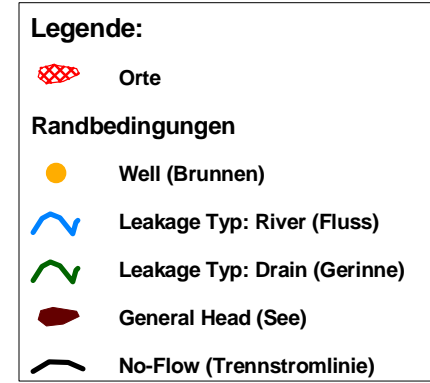 Legende:
Orte
Randbedingungen
Well (Brunnen)
Leakage Typ: River (Fluss)
Leakage Typ: Drain (Gerinne)
General Head (See)
No-Flow (Trennstromlinie)